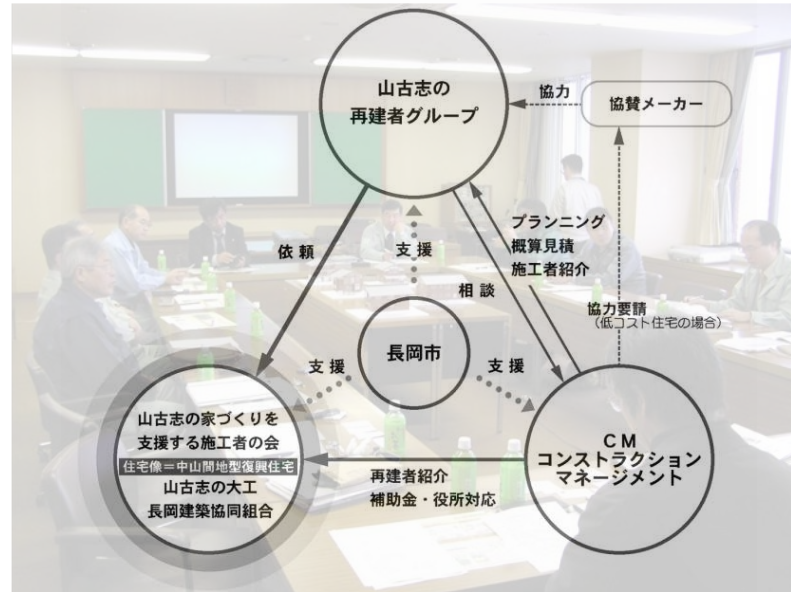 山古志の
再建者グループ
協力
協賛メーカー
依頼
支援
プランニング
概算見積
施工者紹介
相談
協力要請
（低コスト住宅の場合）
長岡市
支援
支援
山古志の家づくりを
支援する施工者の会
住宅像＝中山間地型復興住宅
山古志の大工
長岡建築協同組合
再建者紹介
補助金・役所対応
ＣＭ
コンストラクション
マネージメント